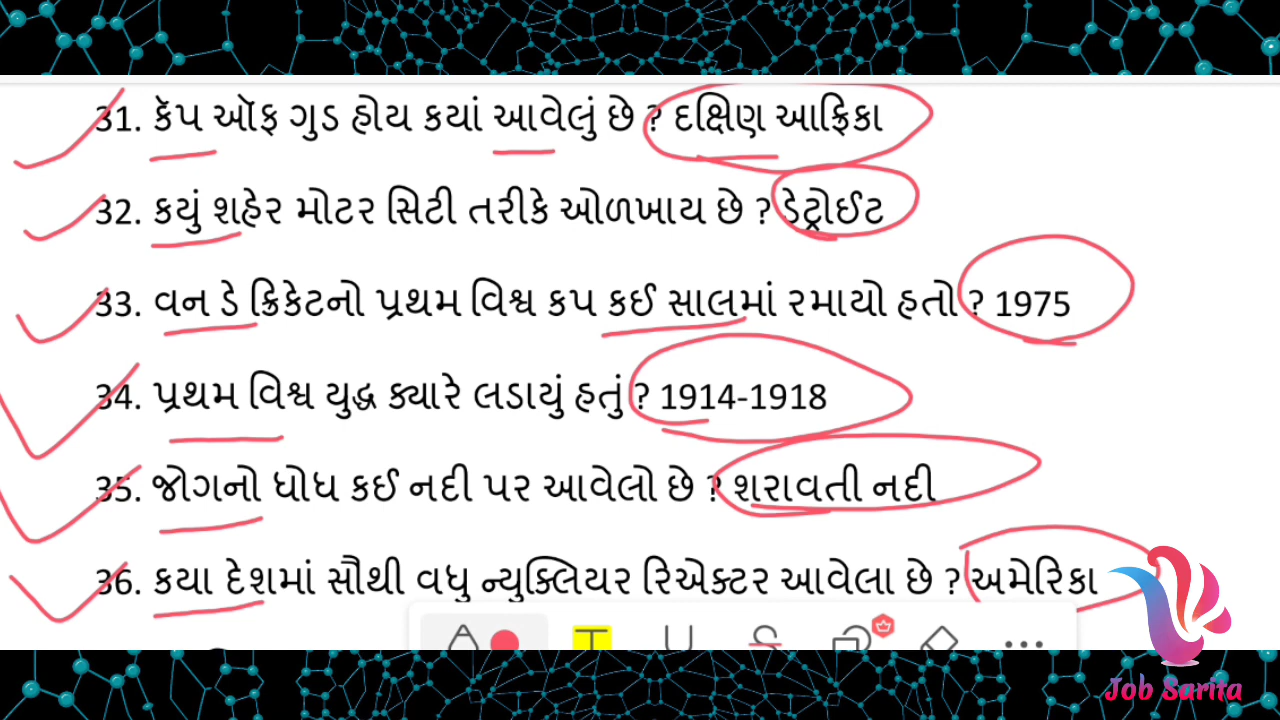 31. કૅપ ઑફ ગુડ હોય કયાં આવેલું છે ? દક્ષિણ આફ્રિકા
32. કયું શહેર મોટર સિટી તરીકે ઓળખાય છે ? ડેટ્રોઈટ
33. વન ડે ક્રિકેટનો પ્રથમ વિશ્વ કપ કઈ સાલમાં રમાયો હતો ? 1975
34. પ્રથમ વિશ્વ યુદ્ધ ક્યારે લડાયું હતું ? 1914-1918
35. જોગનો ધોધ કઈ નદી પર આવેલો છે ? શરાવતી નદી
36. કયા દેશમાં સૌથી વધુ ન્યુક્લિયર રિએક્ટર આવેલા છે ? અમેરિકા
Job Sarita